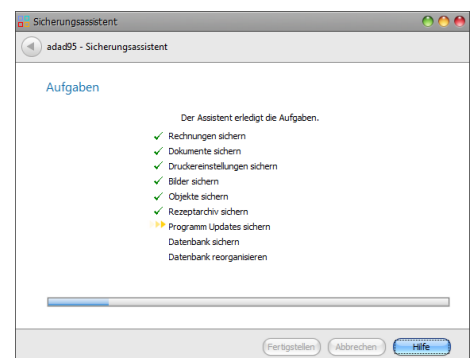 Sicherungsassistent
adad95 - Sicherungsassistent
Aufgaben
Der Assistent erledigt die Aufgaben.
Rechnungen sichern
Dokumente sichern
Druckereinstellungen sichern
Bilder sichern
Objekte sichern
Rezeptarchiv sichern
Programm Updates sichern
Datenbank sichern
Datenbank reorganisieren
Fertigstellen Abbrechen Hilfe